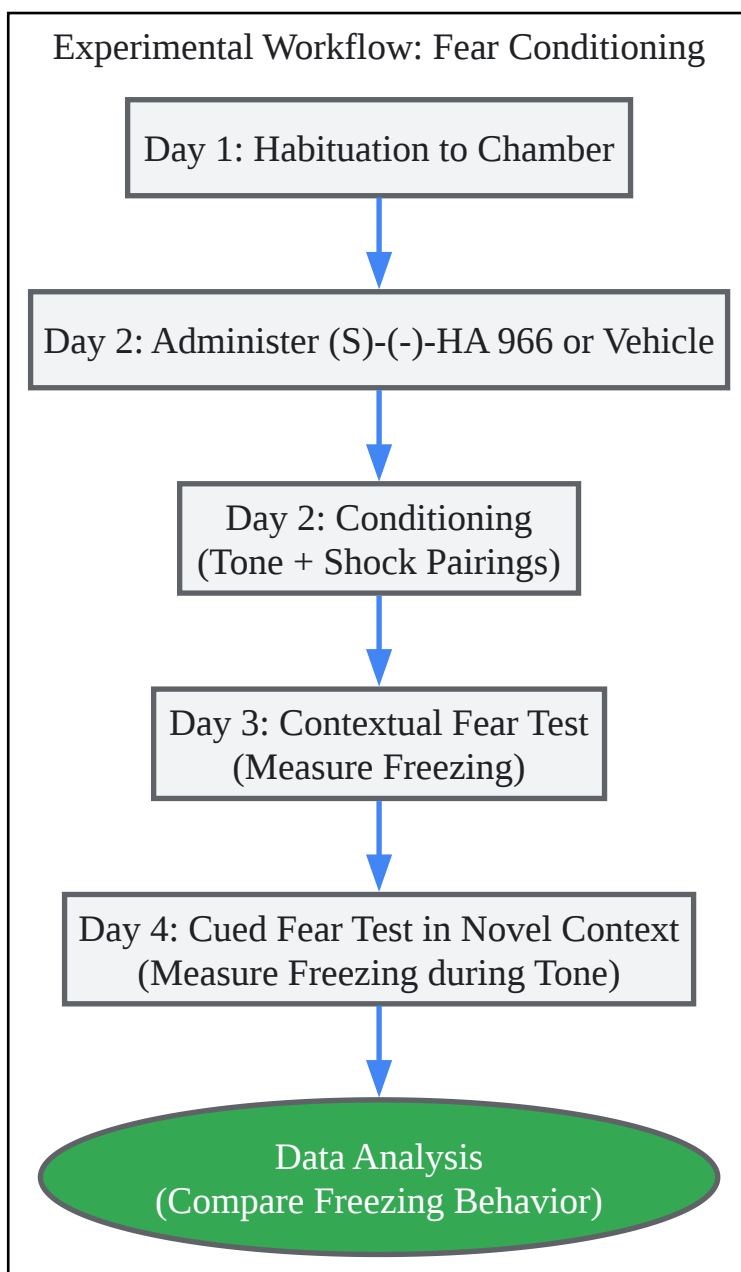 Experimental Workflow: Fear Conditioning
Day 1: Habituation to Chamber
Day 2: Administer (S)-(-)-HA 966 or Vehicle
Day 2: Conditioning
(Tone + Shock Pairings)
Day 3: Contextual Fear Test
(Measure Freezing)
Day 4: Cued Fear Test in Novel Context
(Measure Freezing during Tone)
Data Analysis
(Compare Freezing Behavior)